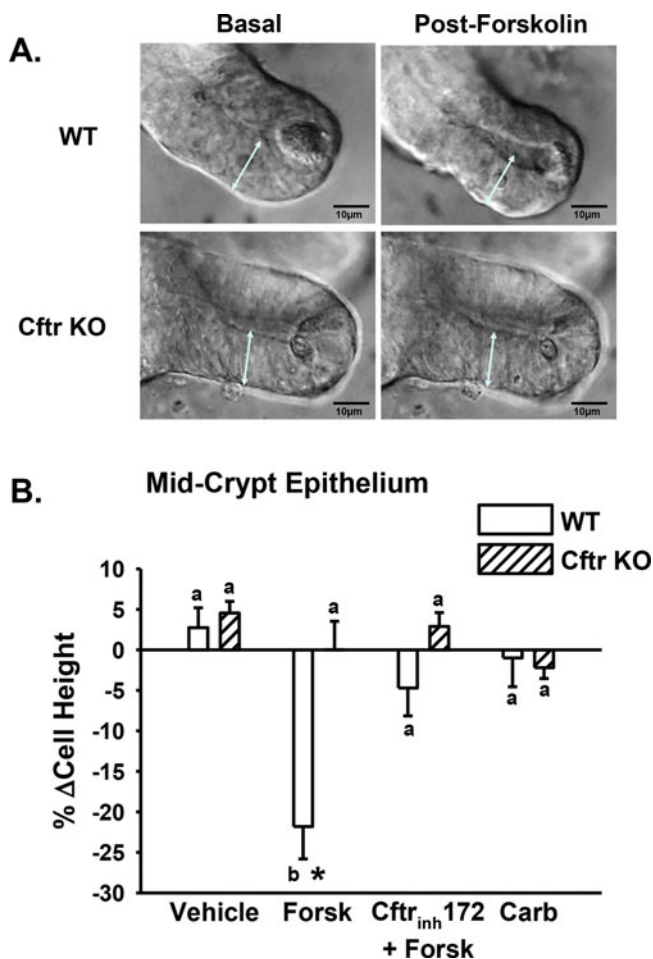 Basal Post-Forskolin
A.
WT
10µm 10µm
Cftr KO
10µm 10µm
B. Mid-Crypt Epithelium
WT
Cftr KO
% ΔCell Height
10
5
0
-5
-10
-15
-20
-25
-30
a a a a a a a
b *
Vehicle Forsk Cftrinh172 Carb
+ Forsk